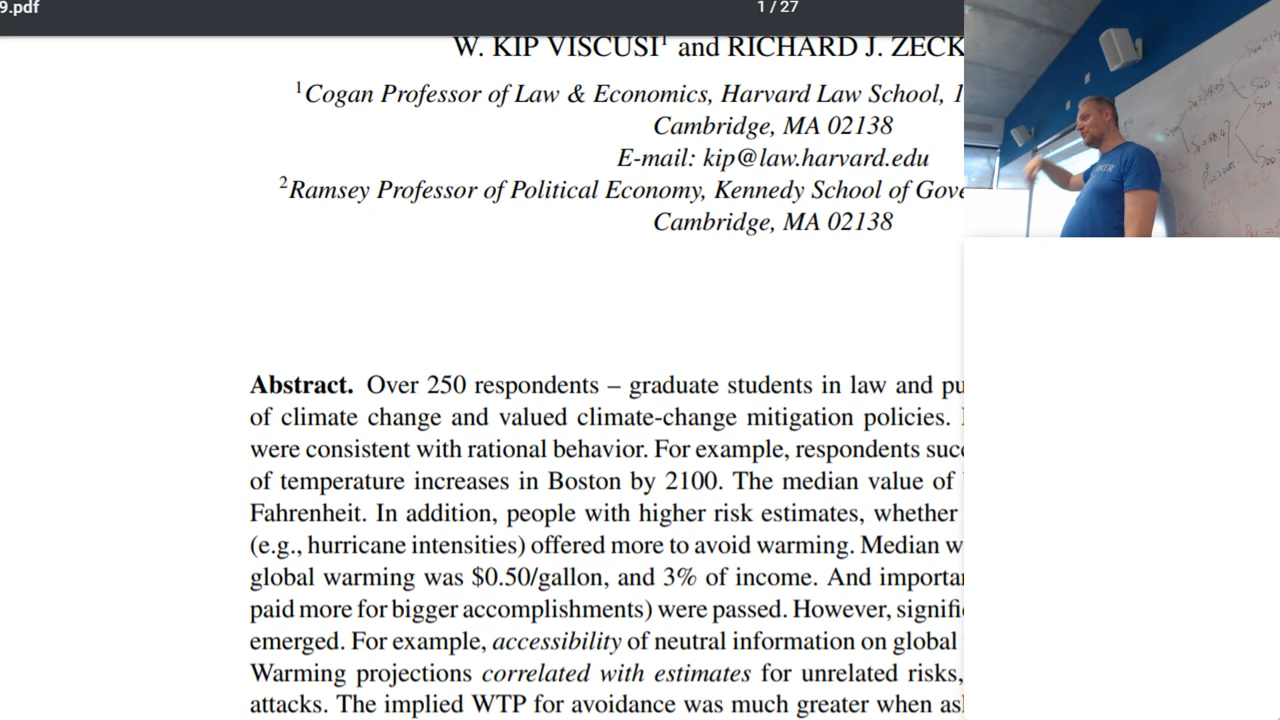 9.pdf
1 / 27
W. KIP VISCUSI¹ and RICHARD J. ZECK
¹Cogan Professor of Law & Economics, Harvard Law School, 1
Cambridge, MA 02138
E-mail: kip@law.harvard.edu
²Ramsey Professor of Political Economy, Kennedy School of Gove
Cambridge, MA 02138
Abstract. Over 250 respondents – graduate students in law and pu
of climate change and valued climate-change mitigation policies.
were consistent with rational behavior. For example, respondents suc
of temperature increases in Boston by 2100. The median value of
Fahrenheit. In addition, people with higher risk estimates, whether
(e.g., hurricane intensities) offered more to avoid warming. Median w
global warming was $0.50/gallon, and 3% of income. And importan
paid more for bigger accomplishments) were passed. However, signifi
emerged. For example, accessibility of neutral information on global
Warming projections correlated with estimates for unrelated risks,
attacks. The implied WTP for avoidance was much greater when as